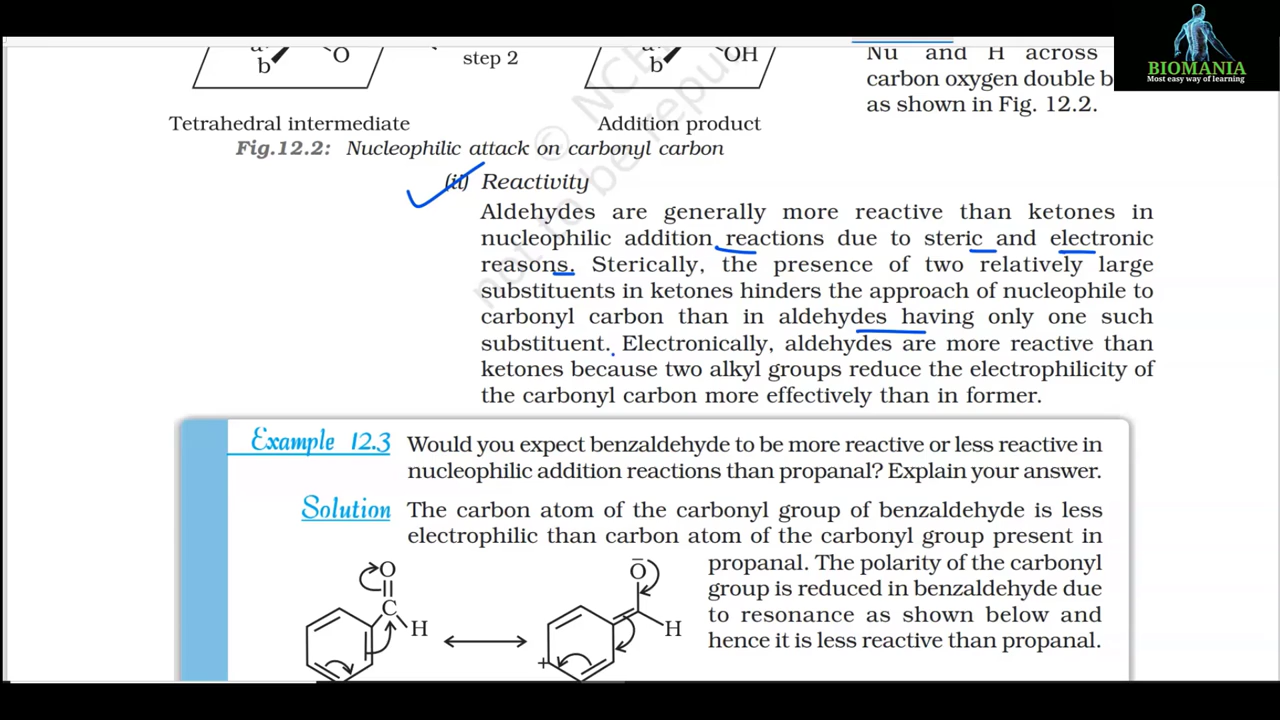 a
b
O
step 2
a
b
OH
Nu and H across
carbon oxygen double b
as shown in Fig. 12.2.
BIOMANIA
Most easy way of learning
Tetrahedral intermediate
Addition product
Fig.12.2: Nucleophilic attack on carbonyl carbon
(ii) Reactivity
Aldehydes are generally more reactive than ketones in
nucleophilic addition reactions due to steric and electronic
reasons. Sterically, the presence of two relatively large
substituents in ketones hinders the approach of nucleophile to
carbonyl carbon than in aldehydes having only one such
substituent. Electronically, aldehydes are more reactive than
ketones because two alkyl groups reduce the electrophilicity of
the carbonyl carbon more effectively than in former.
Example 12.3
Would you expect benzaldehyde to be more reactive or less reactive in
nucleophilic addition reactions than propanal? Explain your answer.
Solution
The carbon atom of the carbonyl group of benzaldehyde is less
electrophilic than carbon atom of the carbonyl group present in
propanal. The polarity of the carbonyl
group is reduced in benzaldehyde due
to resonance as shown below and
hence it is less reactive than propanal.
O
C
H
O
H
+